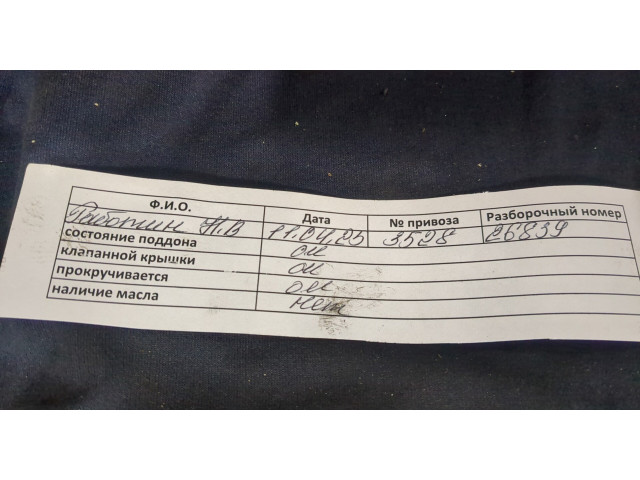 Ф.И.О. Дата № привоза Разборочный номер
Н.В 11.04.25 3528 26839
состояние поддона ок
клапанной крышки ок
прокручивается ок
наличие масла нет